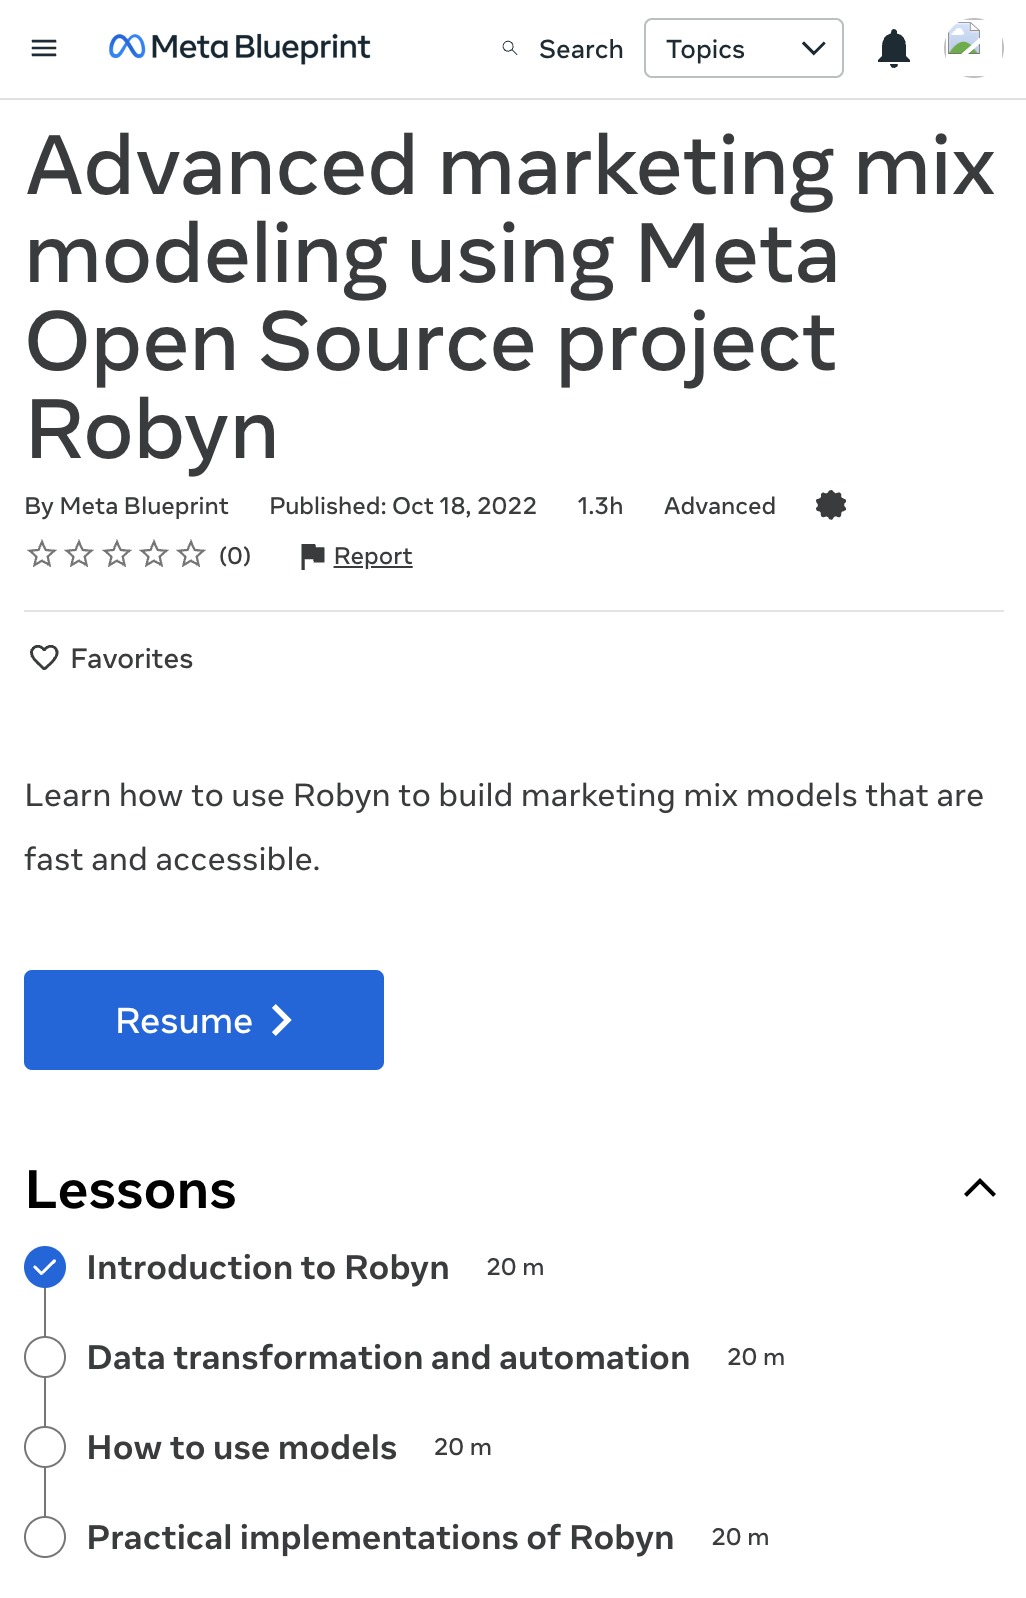 Meta Blueprint
Search
Topics
Advanced marketing mix
modeling using Meta
Open Source project
Robyn
By Meta Blueprint Published: Oct 18, 2022 1.3h Advanced
(0) Report
Favorites
Learn how to use Robyn to build marketing mix models that are
fast and accessible.
Resume
Lessons
Introduction to Robyn 20 m
Data transformation and automation 20 m
How to use models 20 m
Practical implementations of Robyn 20 m